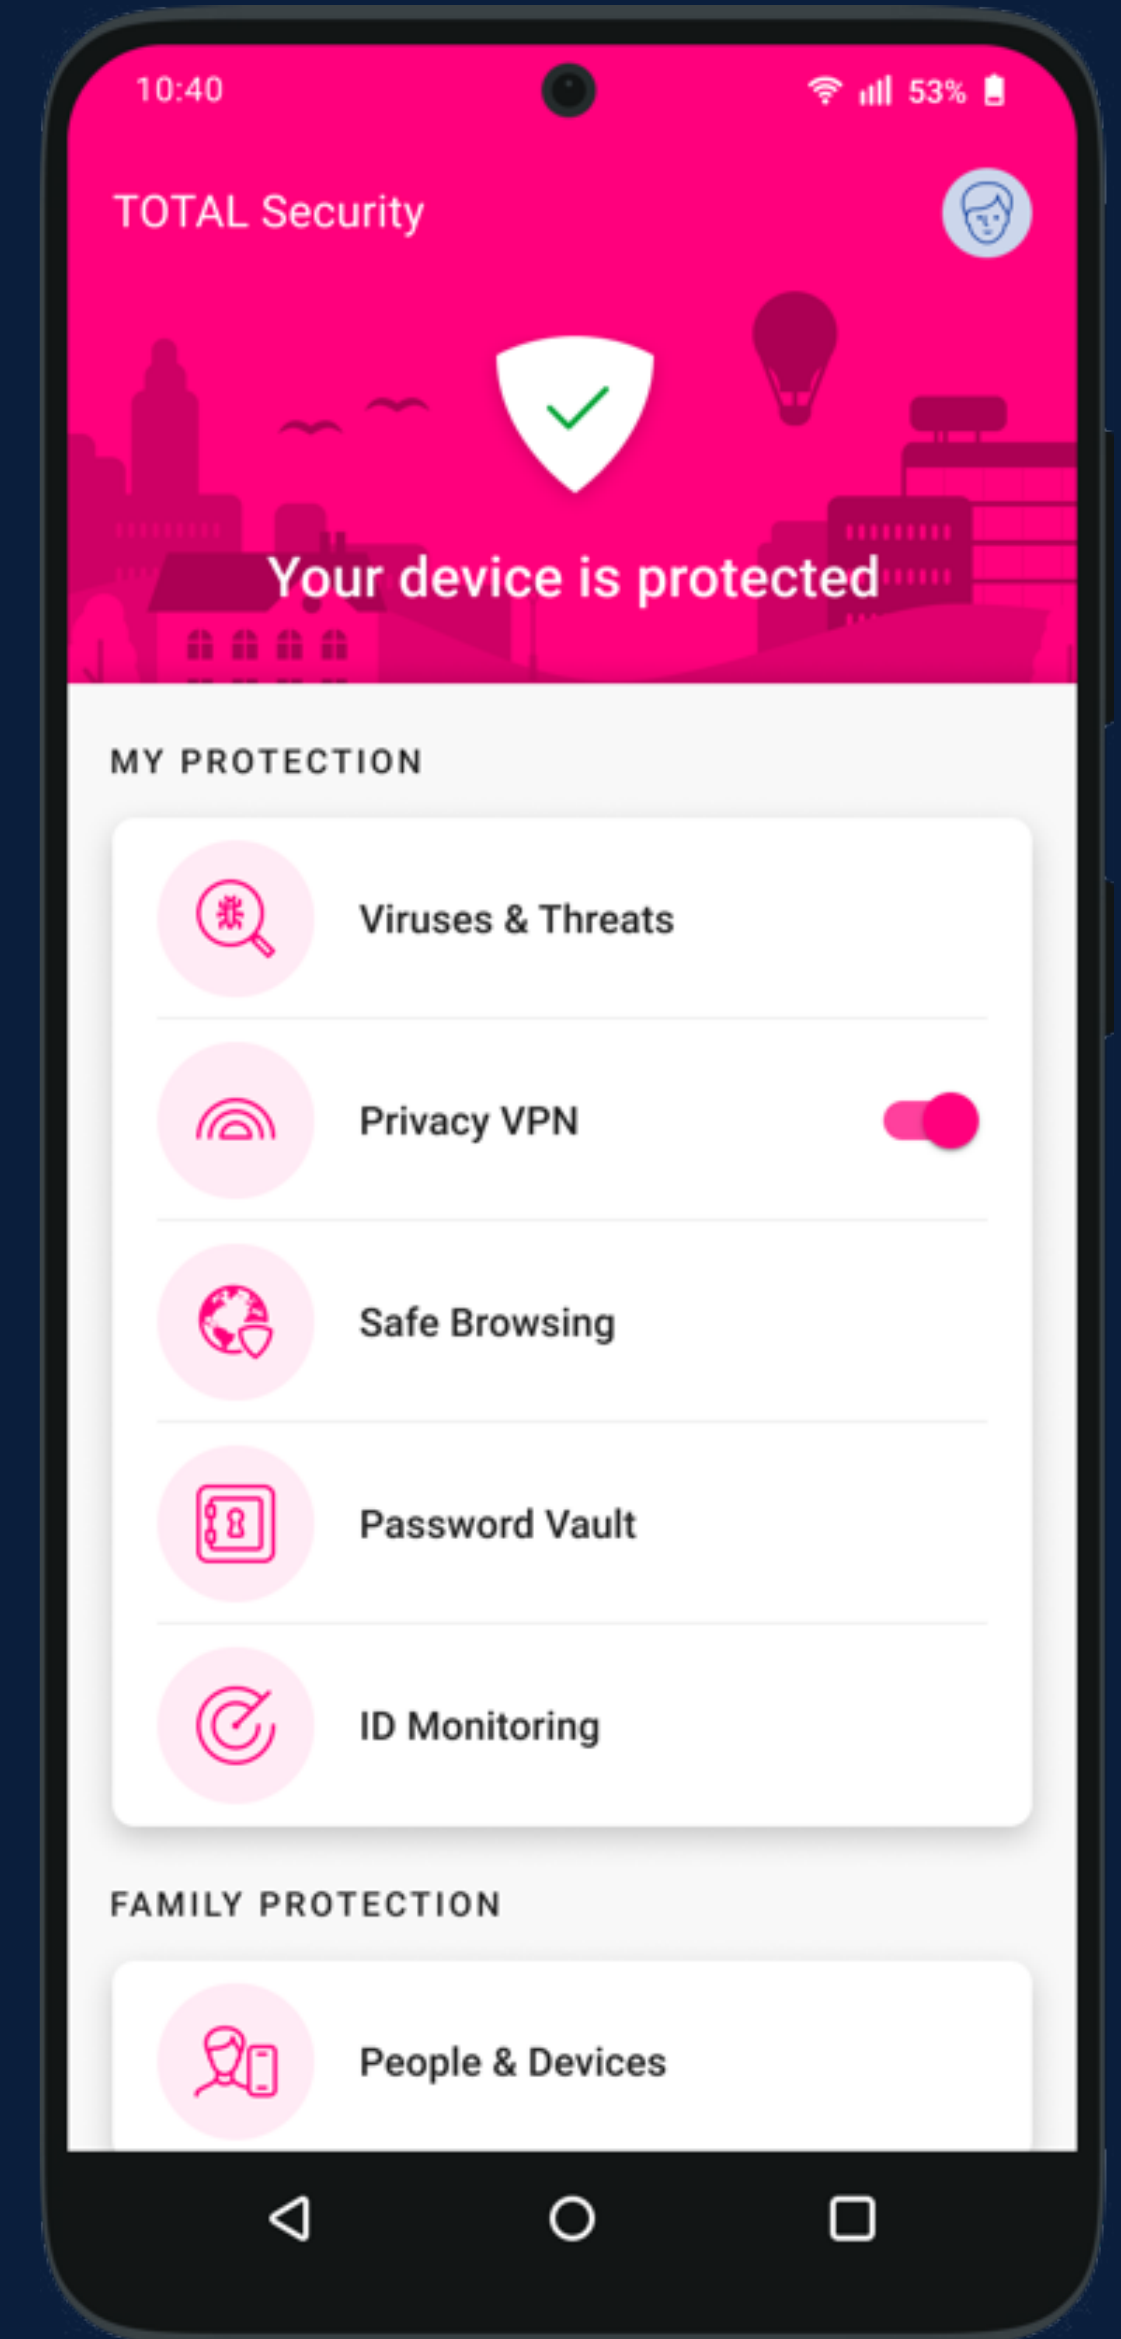 10:40
53%
TOTAL Security
Your device is protected
MY PROTECTION
Viruses & Threats
Privacy VPN
Safe Browsing
Password Vault
ID Monitoring
FAMILY PROTECTION
People & Devices